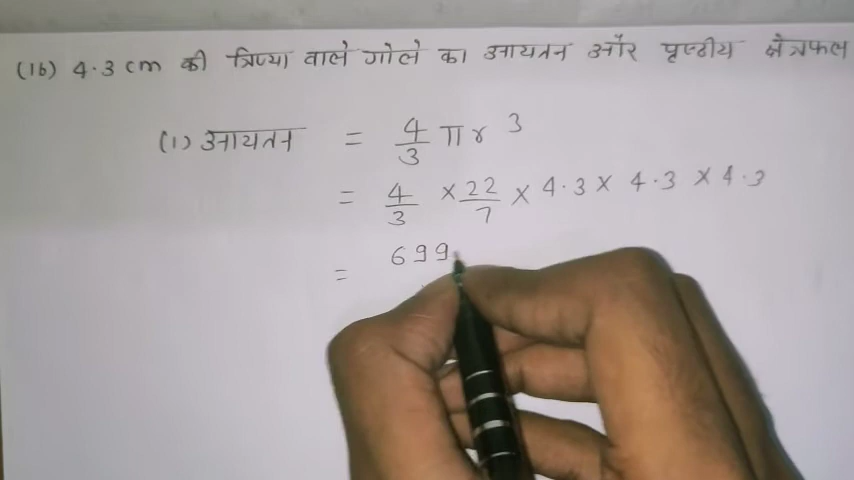 (16) 4.3 cm की त्रिज्या वाले गोले का आयतन और पृष्ठीय क्षेत्रफल
(1) आयतन = 4/3 π r³
= 4/3 × 22/7 × 4.3 × 4.3 × 4.3
= 699